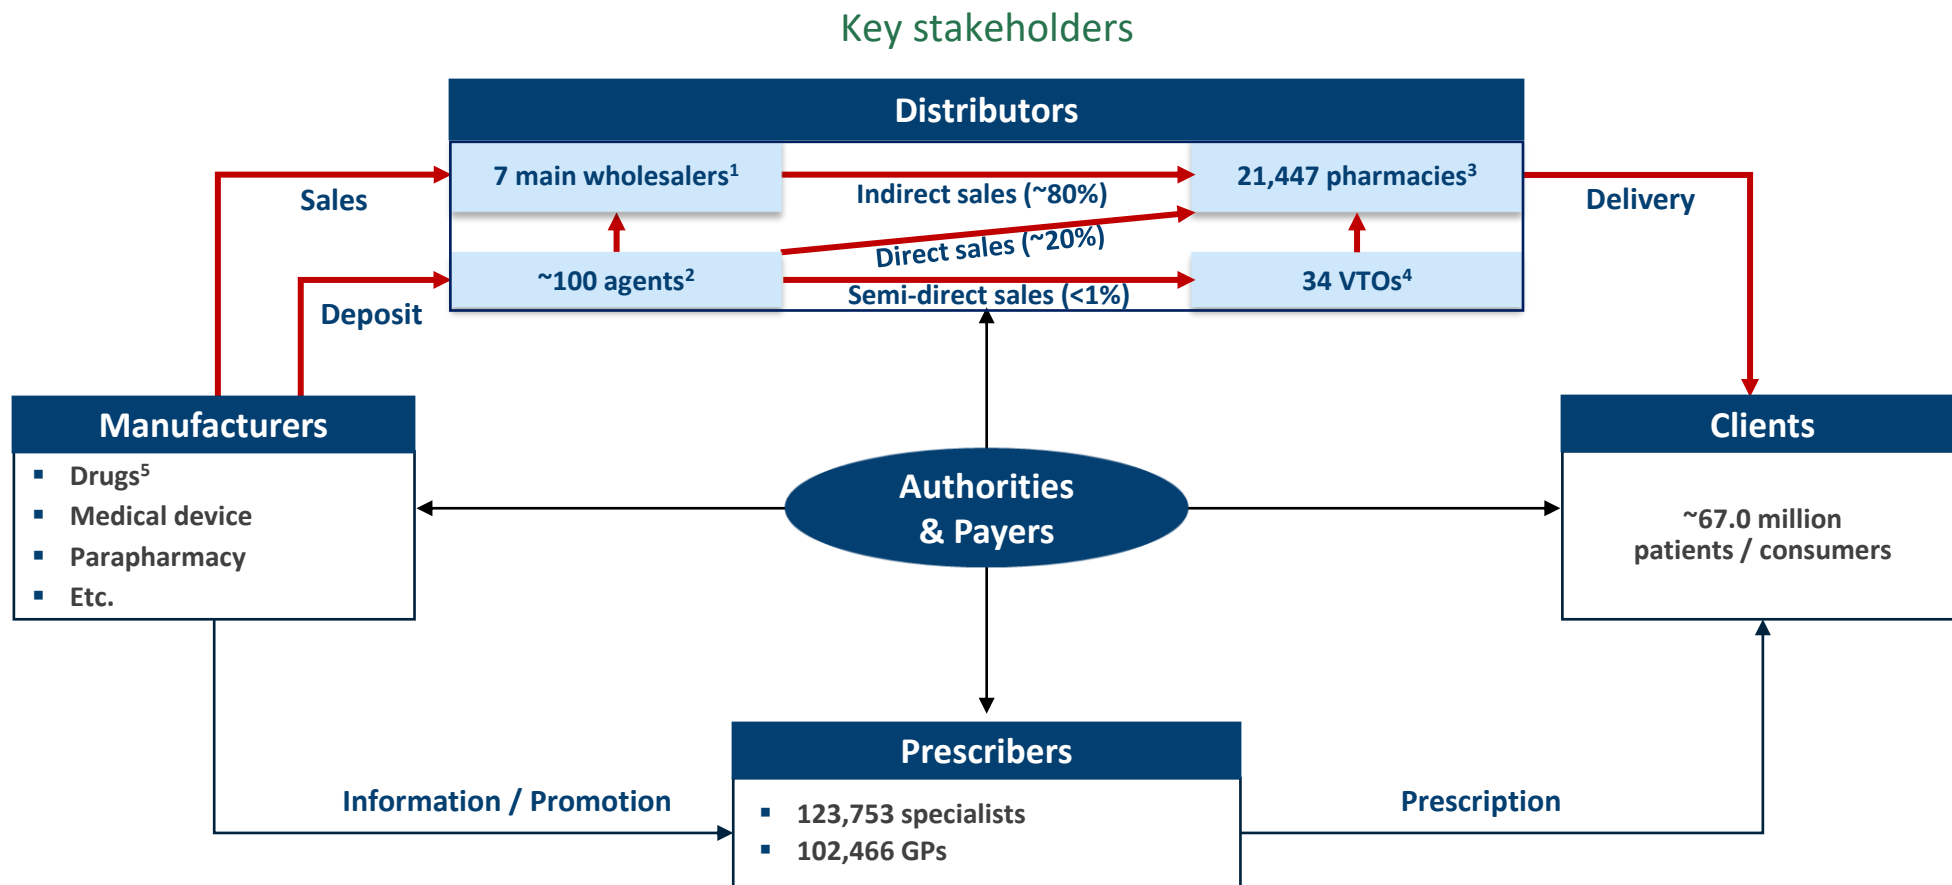 Key stakeholders
Distributors
7 main wholesalers¹
Indirect sales (~80%)
21,447 pharmacies³
Sales
Delivery
Direct sales (~20%)
~100 agents²
Semi-direct sales (<1%)
34 VTOs⁴
Deposit
Manufacturers
▪ Drugs⁵
▪ Medical device
▪ Parapharmacy
▪ Etc.
Authorities
& Payers
Clients
~67.0 million
patients / consumers
Prescribers
▪ 123,753 specialists
▪ 102,466 GPs
Information / Promotion
Prescription